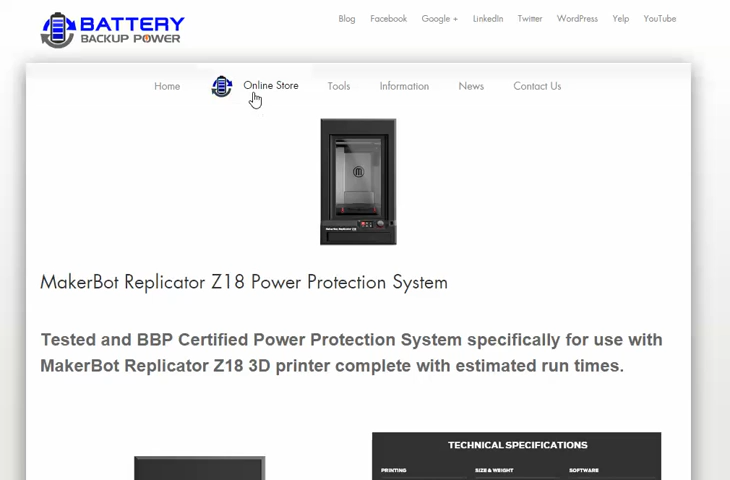 BATTERY
BACKUP POWER
Blog Facebook Google + LinkedIn Twitter WordPress Yelp YouTube
Home Online Store Tools Information News Contact Us
MakerBot Replicator Z18 Power Protection System
Tested and BBP Certified Power Protection System specifically for use with
MakerBot Replicator Z18 3D printer complete with estimated run times.
TECHNICAL SPECIFICATIONS
PRINTING SIZE & WEIGHT SOFTWARE